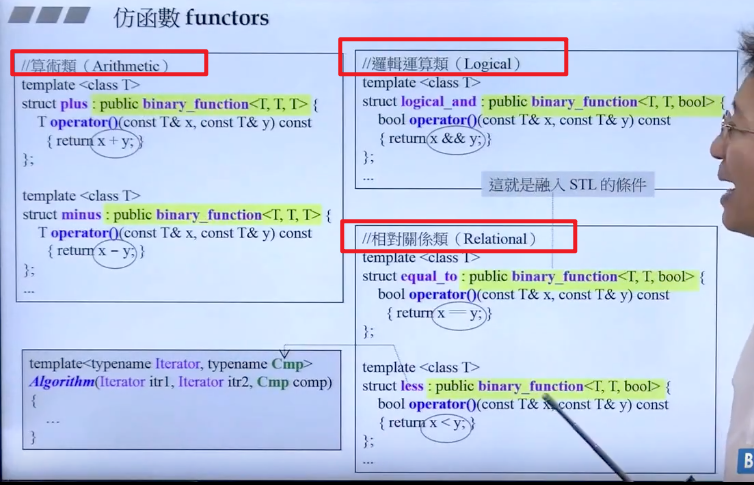 仿函數 functors
//算術類（Arithmetic）
template <class T>
struct plus : public binary_function<T, T, T> {
T operator()(const T& x, const T& y) const
{ return x + y; }
};
template <class T>
struct minus : public binary_function<T, T, T> {
T operator()(const T& x, const T& y) const
{ return x − y; }
};
...
template<typename Iterator, typename Cmp>
Algorithm(Iterator itr1, Iterator itr2, Cmp comp)
{
...
}
//邏輯運算類（Logical）
template <class T>
struct logical_and : public binary_function<T, T, bool> {
bool operator()(const T& x, const T& y) const
{ return x && y; }
};
...
這就是融入 STL 的條件
//相對關係類（Relational）
template <class T>
struct equal_to : public binary_function<T, T, bool> {
bool operator()(const T& x, const T& y) const
{ return x == y; }
};
template <class T>
struct less : public binary_function<T, T, bool> {
bool operator()(const T& x, const T& y) const
{ return x < y; }
};
...
B